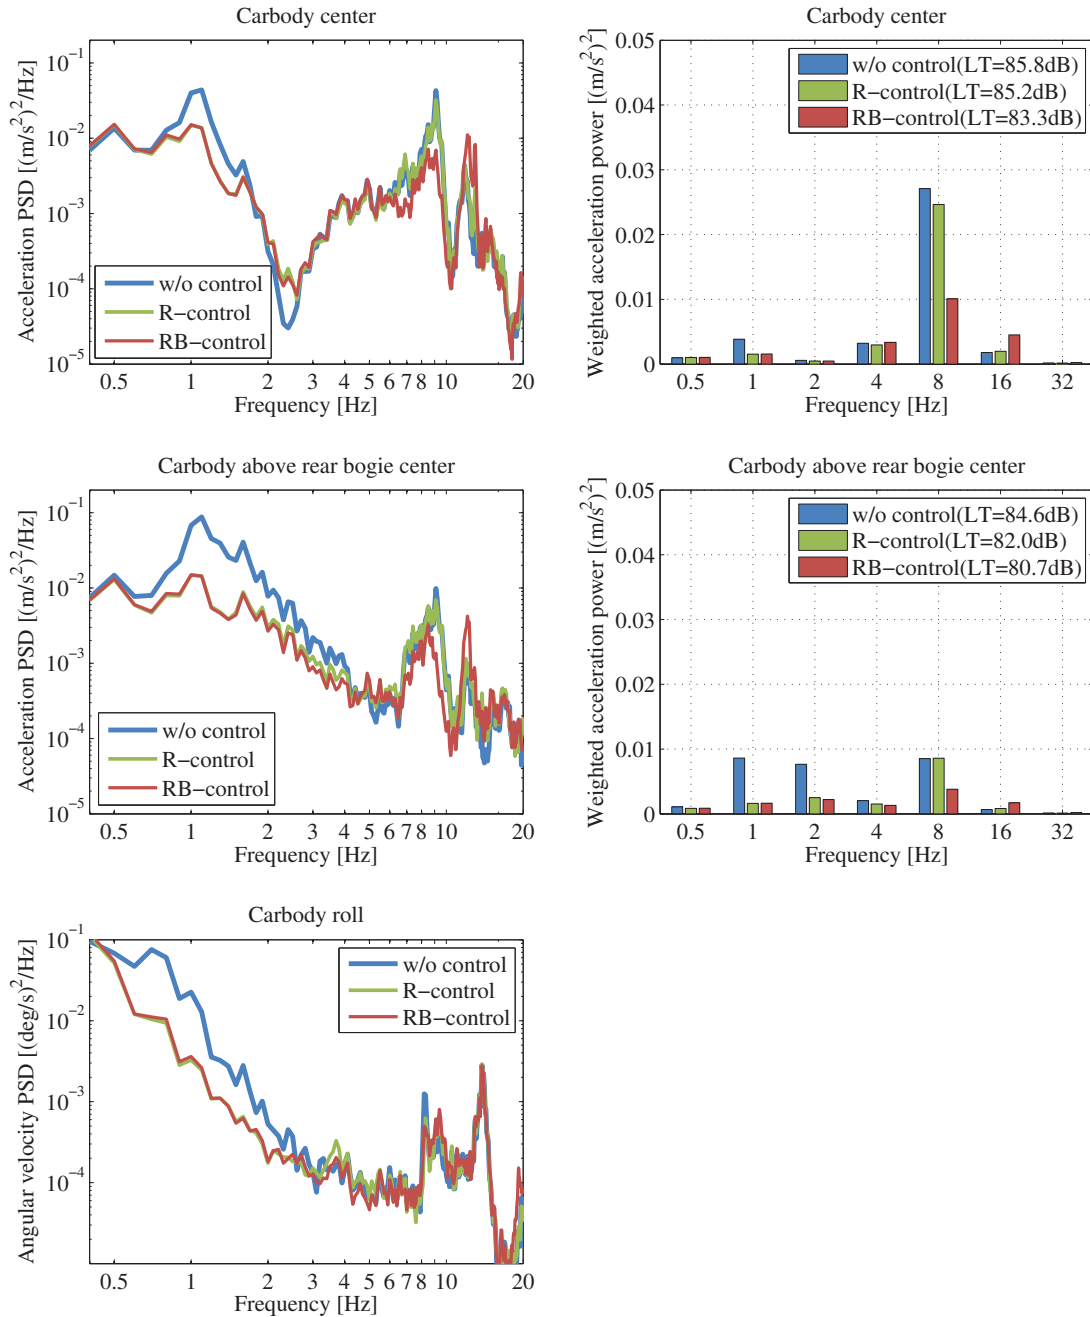 Carbody center
Acceleration PSD [(m/s²)²/Hz]
10⁻¹
10⁻²
10⁻³
10⁻⁴
10⁻⁵
w/o control
R−control
RB−control
0.5 1 2 3 4 5 6 7 8 10 20
Frequency [Hz]
Carbody center
Weighted acceleration power [(m/s²)²]
0.05
0.04
0.03
0.02
0.01
0
w/o control(LT=85.8dB)
R−control(LT=85.2dB)
RB−control(LT=83.3dB)
0.5 1 2 4 8 16 32
Frequency [Hz]
Carbody above rear bogie center
Acceleration PSD [(m/s²)²/Hz]
10⁻¹
10⁻²
10⁻³
10⁻⁴
10⁻⁵
w/o control
R−control
RB−control
0.5 1 2 3 4 5 6 7 8 10 20
Frequency [Hz]
Carbody above rear bogie center
Weighted acceleration power [(m/s²)²]
0.05
0.04
0.03
0.02
0.01
0
w/o control(LT=84.6dB)
R−control(LT=82.0dB)
RB−control(LT=80.7dB)
0.5 1 2 4 8 16 32
Frequency [Hz]
Carbody roll
Angular velocity PSD [(deg/s)²/Hz]
10⁻¹
10⁻²
10⁻³
10⁻⁴
w/o control
R−control
RB−control
0.5 1 2 3 4 5 6 7 8 10 20
Frequency [Hz]